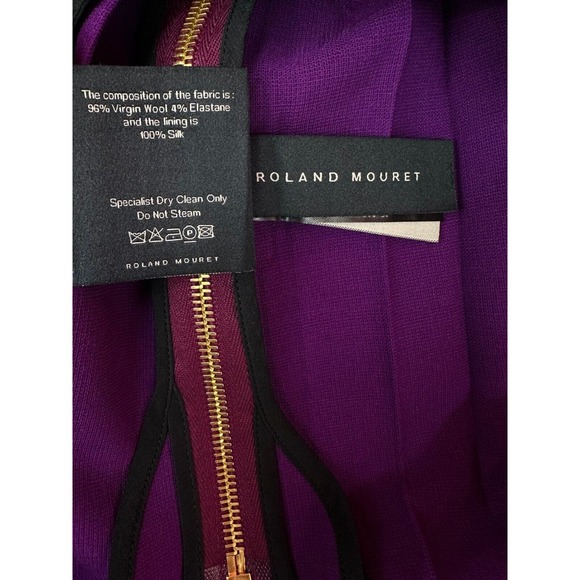 The composition of the fabric is :
96% Virgin Wool 4% Elastane
and the lining is
100% Silk
Specialist Dry Clean Only
Do Not Steam
P
ROLAND MOURET
ROLAND MOURET